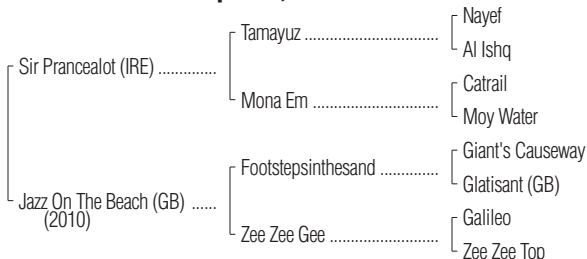 Nayef
Tamayuz
Al Ishq
Sir Prancealot (IRE)
Catrail
Mona Em
Moy Water
Giant's Causeway
Footstepsinthesand
Glatisant (GB)
Jazz On The Beach (GB)
(2010)
Galileo
Zee Zee Gee
Zee Zee Top